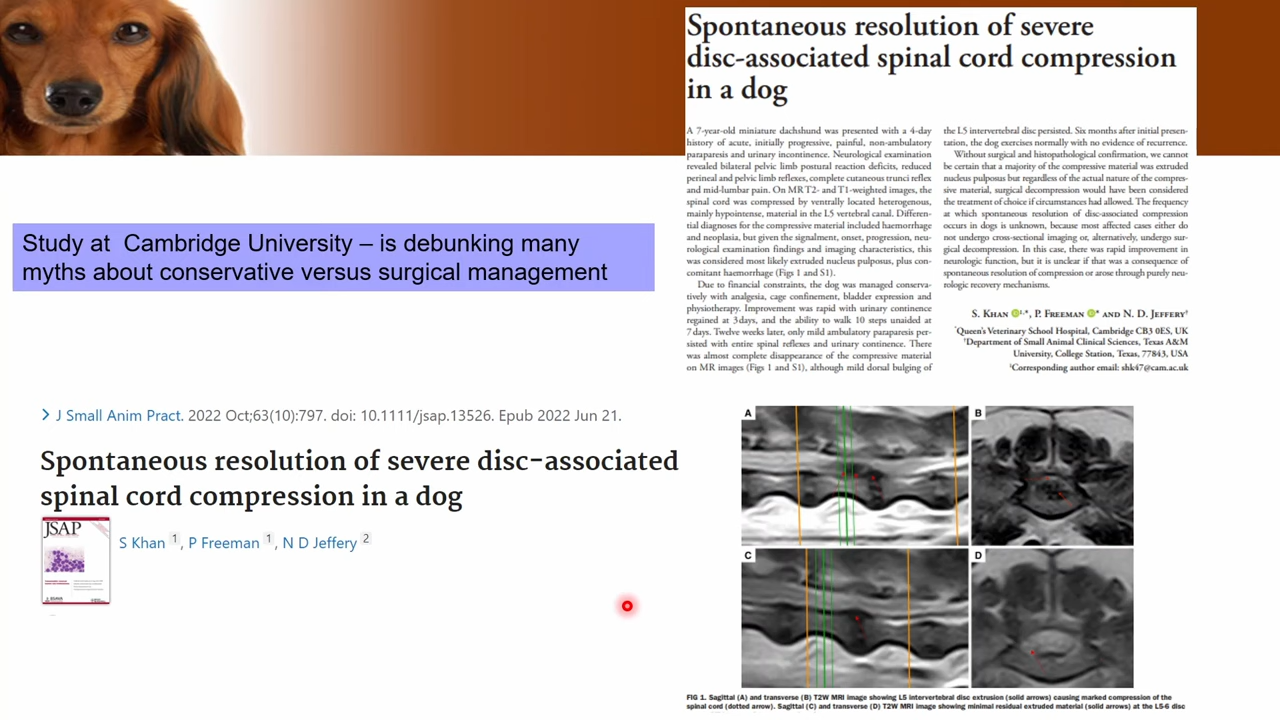 Spontaneous resolution of severe
disc-associated spinal cord compression
in a dog
A 7-year-old miniature dachshund was presented with a 4-day
history of acute, initially progressive, painful, non-ambulatory
paraparesis and urinary incontinence. Neurological examination
revealed bilateral pelvic limb postural reaction deficits, reduced
perineal and pelvic limb reflexes, complete cutaneous trunci reflex
and mid-lumbar pain. On MR T2- and T1-weighted images, the
spinal cord was compressed by ventrally located heterogenous,
mainly hypointense, material in the L5 vertebral canal. Differen-
tial diagnoses for the compressive material included haemorrhage
and neoplasia, but given the signalment, onset, progression, neu-
rological examination findings and imaging characteristics, this
was considered most likely extruded nucleus pulposus, plus con-
comitant haemorrhage (Figs 1 and S1).
Due to financial constraints, the dog was managed conserva-
tively with analgesia, cage confinement, bladder expression and
physiotherapy. Improvement was rapid with urinary continence
regained at 3 days, and the ability to walk 10 steps unaided at
7 days. Twelve weeks later, only mild ambulatory paraparesis per-
sisted with entire spinal reflexes and urinary continence. There
was almost complete disappearance of the compressive material
on MR images (Figs 1 and S1), although mild dorsal bulging of
the L5 intervertebral disc persisted. Six months after initial presen-
tation, the dog exercises normally with no evidence of recurrence.
Without surgical and histopathological confirmation, we cannot
be certain that a majority of the compressive material was extruded
nucleus pulposus but regardless of the actual nature of the compres-
sive material, surgical decompression would have been considered
the treatment of choice if circumstances had allowed. The frequency
at which spontaneous resolution of disc-associated compression
occurs in dogs is unknown, because most affected cases either do
not undergo cross-sectional imaging or, alternatively, undergo sur-
gical decompression. In this case, there was rapid improvement in
neurologic function, but it is unclear if that was a consequence of
spontaneous resolution of compression or arose through purely neu-
rologic recovery mechanisms.
S. Khan iD 1,*, P. Freeman iD * and N. D. Jeffery†
*Queen's Veterinary School Hospital, Cambridge CB3 0ES, UK
†Department of Small Animal Clinical Sciences, Texas A&M
University, College Station, Texas, 77843, USA
1Corresponding author email: shk47@cam.ac.uk
Study at Cambridge University – is debunking many
myths about conservative versus surgical management
> J Small Anim Pract. 2022 Oct;63(10):797. doi: 10.1111/jsap.13526. Epub 2022 Jun 21.
Spontaneous resolution of severe disc-associated
spinal cord compression in a dog
JSAP
S Khan 1, P Freeman 1, N D Jeffery 2
A
B
C
D
FIG 1. Sagittal (A) and transverse (B) T2W MRI image showing L5 intervertebral disc extrusion (solid arrows) causing marked compression of the
spinal cord (dotted arrow). Sagittal (C) and transverse (D) T2W MRI image showing minimal residual extruded material (solid arrows) at the L5-6 disc